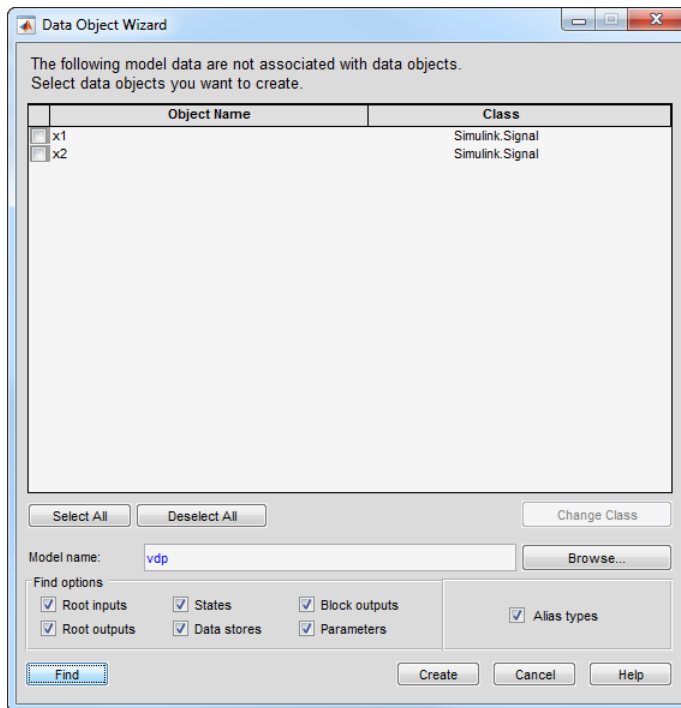 Data Object Wizard
The following model data are not associated with data objects.
Select data objects you want to create.
Object Name Class
x1 Simulink.Signal
x2 Simulink.Signal
Select All Deselect All Change Class
Model name: vdp Browse...
Find options
Root inputs States Block outputs Alias types
Root outputs Data stores Parameters
Find Create Cancel Help